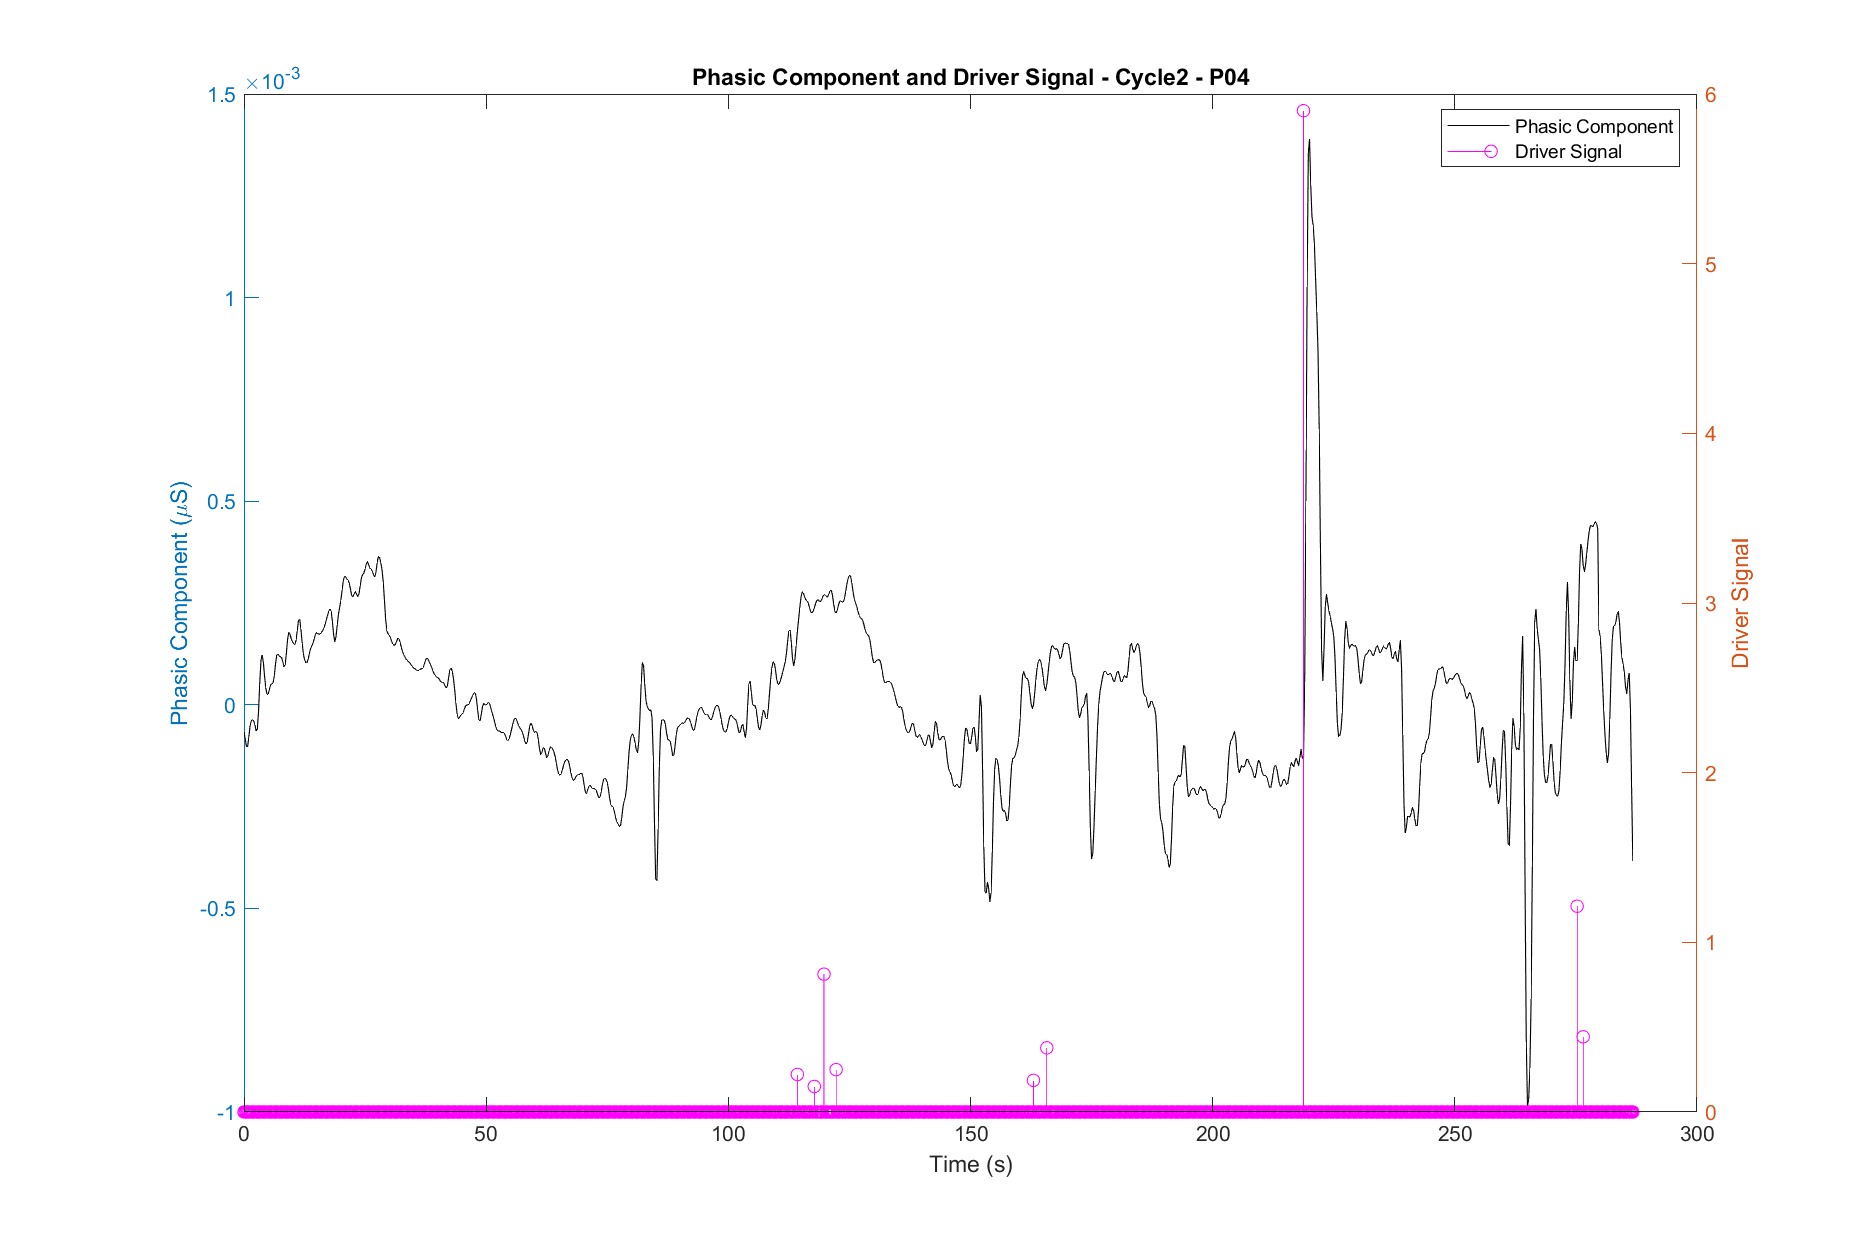 Phasic Component and Driver Signal - Cycle2 - P04
×10⁻³
1.5
1
0.5
0
-0.5
-1
Phasic Component (μS)
6
5
4
3
2
1
0
Driver Signal
Phasic Component
Driver Signal
0 50 100 150 200 250 300
Time (s)